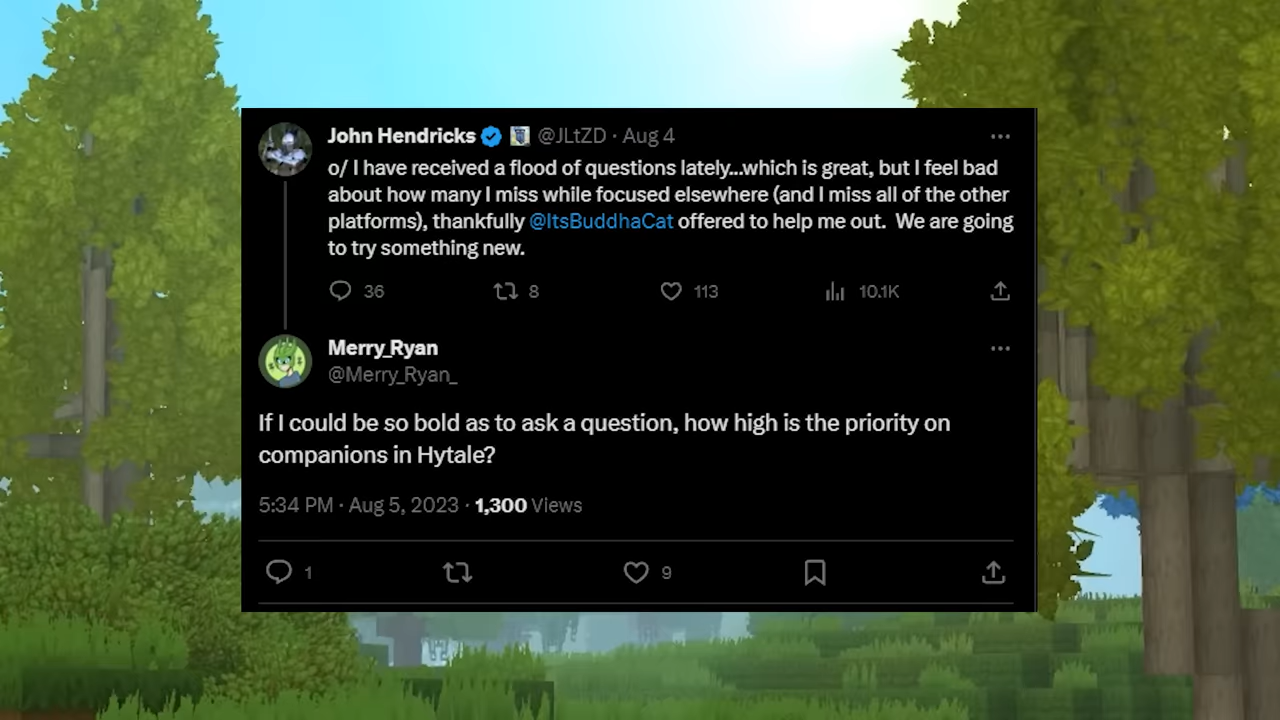 John Hendricks @JLtZD · Aug 4
o/ I have received a flood of questions lately...which is great, but I feel bad
about how many I miss while focused elsewhere (and I miss all of the other
platforms), thankfully @ItsBuddhaCat offered to help me out.  We are going
to try something new.
36 8 113 10.1K
Merry_Ryan
@Merry_Ryan_
If I could be so bold as to ask a question, how high is the priority on
companions in Hytale?
5:34 PM · Aug 5, 2023 · 1,300 Views
1 9